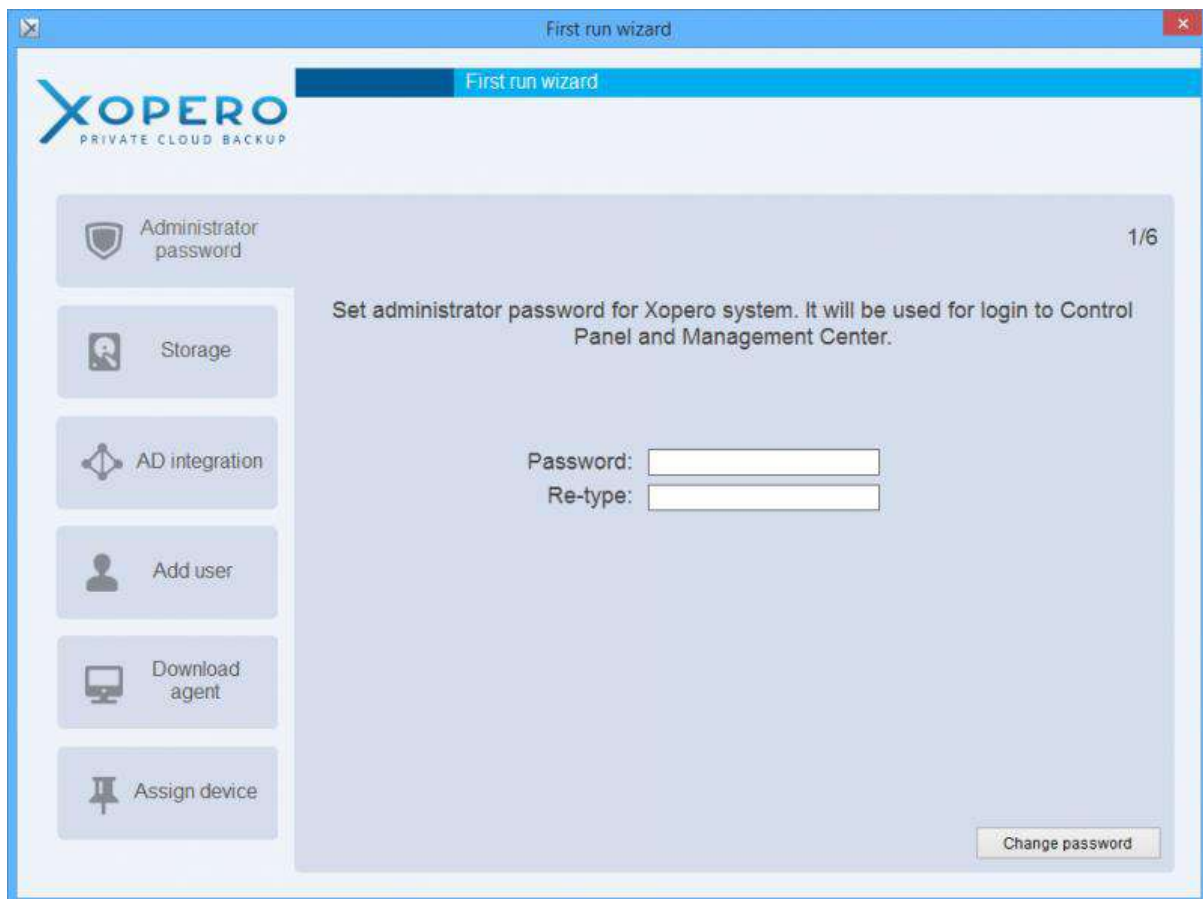 First run wizard
First run wizard
XOPERO
PRIVATE CLOUD BACKUP
Administrator
password
1/6
Set administrator password for Xopero system. It will be used for login to Control
Panel and Management Center.
Storage
AD integration
Password:
Re-type:
Add user
Download
agent
Assign device
Change password